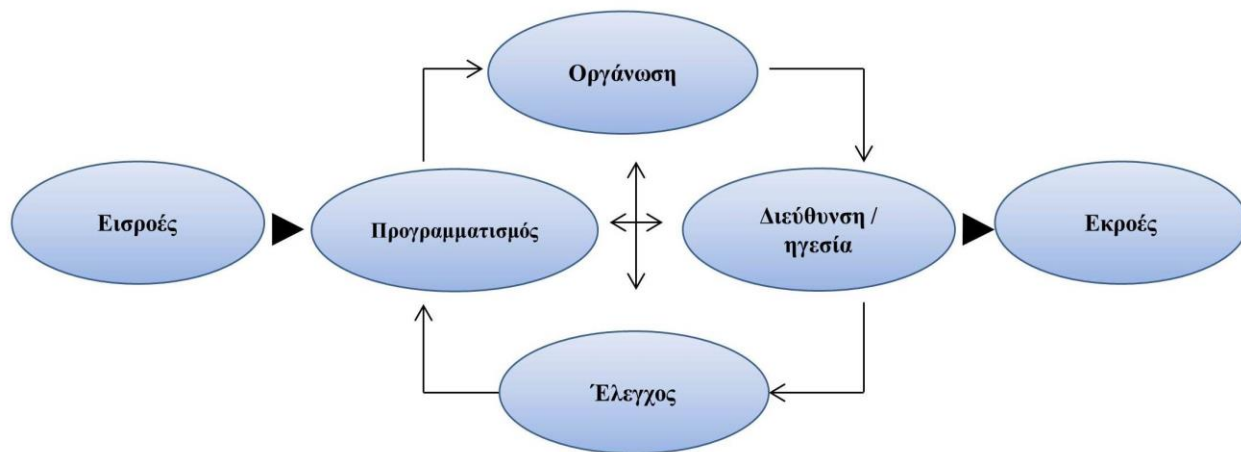 Οργάνωση
Εισροές
Προγραμματισμός
Διεύθυνση /
ηγεσία
Εκροές
Έλεγχος